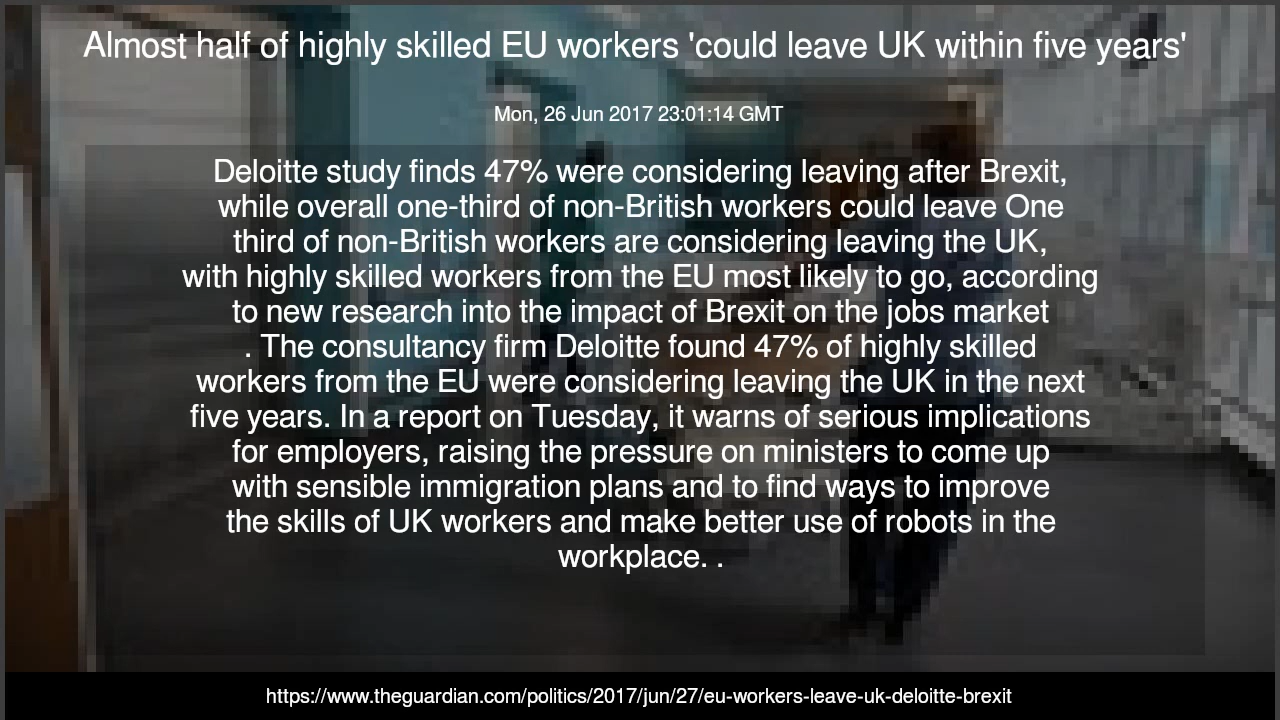 Almost half of highly skilled EU workers 'could leave UK within five years'
Mon, 26 Jun 2017 23:01:14 GMT
Deloitte study finds 47% were considering leaving after Brexit,
while overall one-third of non-British workers could leave One
third of non-British workers are considering leaving the UK,
with highly skilled workers from the EU most likely to go, according
to new research into the impact of Brexit on the jobs market
. The consultancy firm Deloitte found 47% of highly skilled
workers from the EU were considering leaving the UK in the next
five years. In a report on Tuesday, it warns of serious implications
for employers, raising the pressure on ministers to come up
with sensible immigration plans and to find ways to improve
the skills of UK workers and make better use of robots in the
workplace. .
https://www.theguardian.com/politics/2017/jun/27/eu-workers-leave-uk-deloitte-brexit